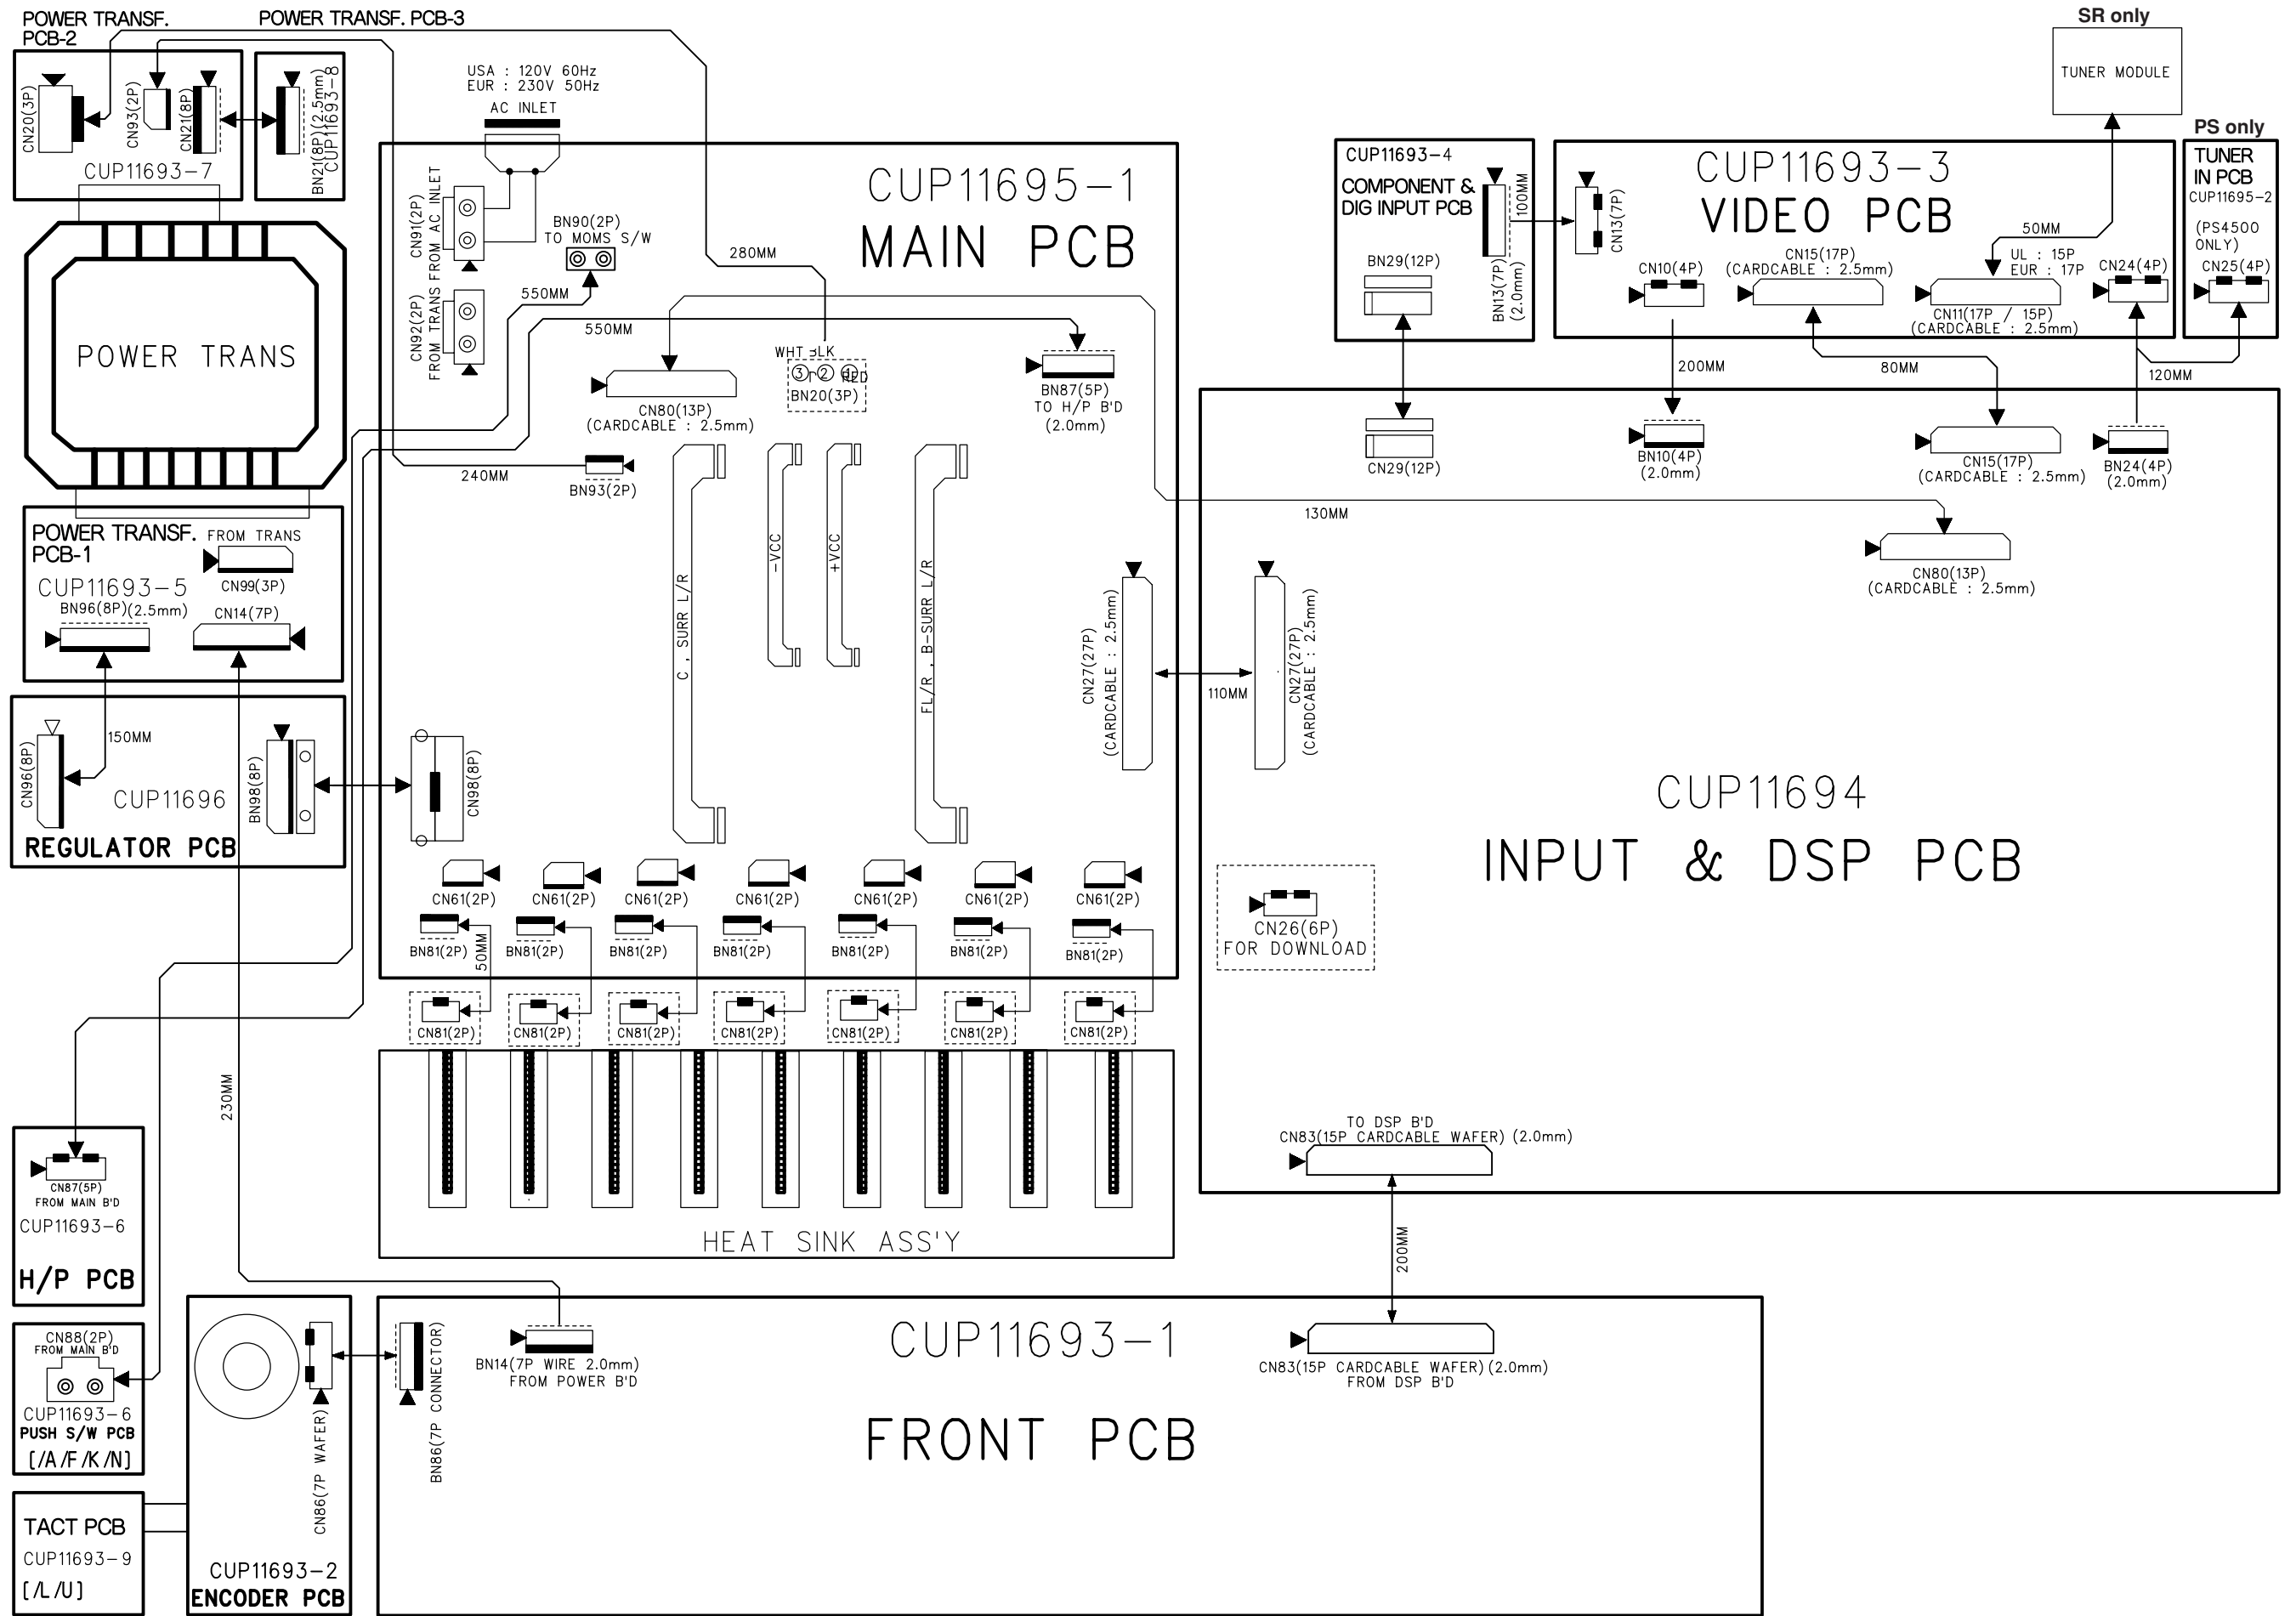 POWER TRANSF.
PCB-2
POWER TRANSF. PCB-3
CN20(3P)
CN93(2P)
CN21(8P)
CUP11693-7
BN21(8P)(2.5mm)
CUP11693-8
USA : 120V 60Hz
EUR : 230V 50Hz
AC INLET
POWER TRANS
POWER TRANSF.
PCB-1
FROM TRANS
CN99(3P)
CUP11693-5
BN96(8P)(2.5mm)
CN14(7P)
150MM
CN96(8P)
BN98(8P)
CUP11696
REGULATOR PCB
230MM
CUP11695-1
MAIN PCB
CN91(2P)
FROM AC INLET
CN92(2P)
FROM TRANS
BN90(2P)
TO MOMS S/W
550MM
550MM
280MM
WHT BLK
3 2 1
RED
BN20(3P)
CN80(13P)
(CARDCABLE : 2.5mm)
BN87(5P)
TO H/P B'D
(2.0mm)
240MM
BN93(2P)
C , SURR L/R
-VCC
+VCC
FL/R , B-SURR L/R
CN27(27P)
(CARDCABLE : 2.5mm)
CN98(8P)
CN61(2P)
CN61(2P)
CN61(2P)
CN61(2P)
CN61(2P)
CN61(2P)
CN61(2P)
BN81(2P)
BN81(2P)
BN81(2P)
BN81(2P)
BN81(2P)
BN81(2P)
BN81(2P)
50MM
CN81(2P)
CN81(2P)
CN81(2P)
CN81(2P)
CN81(2P)
CN81(2P)
CN81(2P)
HEAT SINK ASS'Y
SR only
TUNER MODULE
PS only
TUNER
IN PCB
CUP11695-2
(PS4500
ONLY)
CN25(4P)
CUP11693-4
COMPONENT &
DIG INPUT PCB
BN29(12P)
BN13(7P)
(2.0mm)
100MM
CUP11693-3
VIDEO PCB
CN13(7P)
CN10(4P)
CN15(17P)
(CARDCABLE : 2.5mm)
50MM
UL : 15P
EUR : 17P
CN11(17P / 15P)
(CARDCABLE : 2.5mm)
CN24(4P)
200MM
80MM
120MM
CN29(12P)
BN10(4P)
(2.0mm)
CN15(17P)
(CARDCABLE : 2.5mm)
BN24(4P)
(2.0mm)
130MM
CN80(13P)
(CARDCABLE : 2.5mm)
110MM
CN27(27P)
(CARDCABLE : 2.5mm)
CUP11694
INPUT & DSP PCB
CN26(6P)
FOR DOWNLOAD
TO DSP B'D
CN83(15P CARDCABLE WAFER) (2.0mm)
200MM
CN87(5P)
FROM MAIN B'D
CUP11693-6
H/P PCB
CN88(2P)
FROM MAIN B'D
CUP11693-6
PUSH S/W PCB
[/A /F /K /N]
TACT PCB
CUP11693-9
[/L /U]
CN86(7P WAFER)
CUP11693-2
ENCODER PCB
BN86(7P CONNECTOR)
BN14(7P WIRE 2.0mm)
FROM POWER B'D
CUP11693-1
FRONT PCB
CN83(15P CARDCABLE WAFER) (2.0mm)
FROM DSP B'D